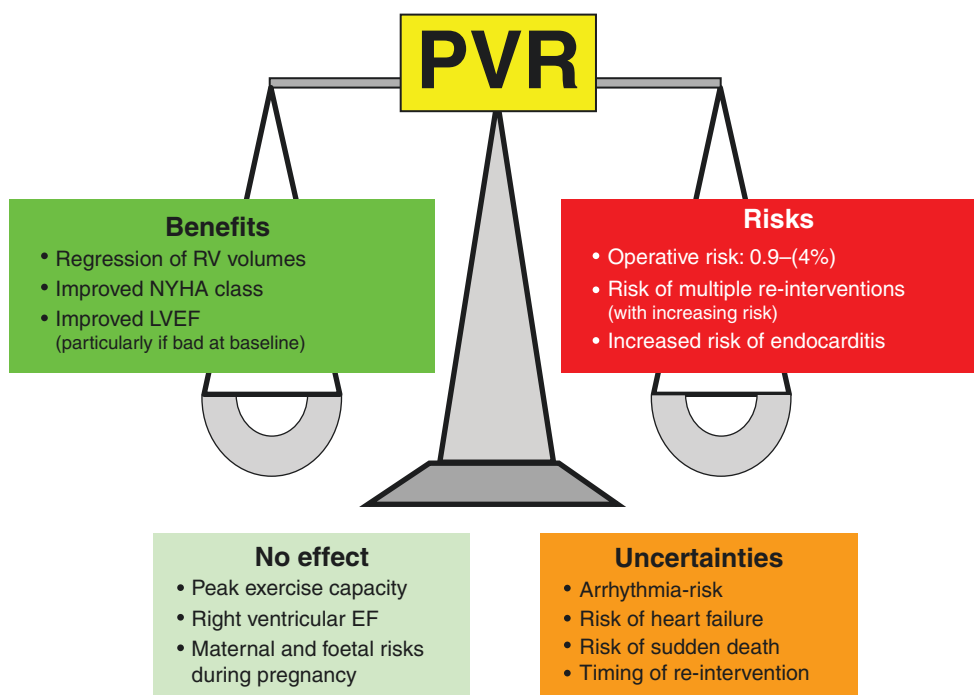 PVR
Benefits
• Regression of RV volumes
• Improved NYHA class
• Improved LVEF
(particularly if bad at baseline)
Risks
• Operative risk: 0.9–(4%)
• Risk of multiple re-interventions
(with increasing risk)
• Increased risk of endocarditis
No effect
• Peak exercise capacity
• Right ventricular EF
• Maternal and foetal risks
during pregnancy
Uncertainties
• Arrhythmia-risk
• Risk of heart failure
• Risk of sudden death
• Timing of re-intervention